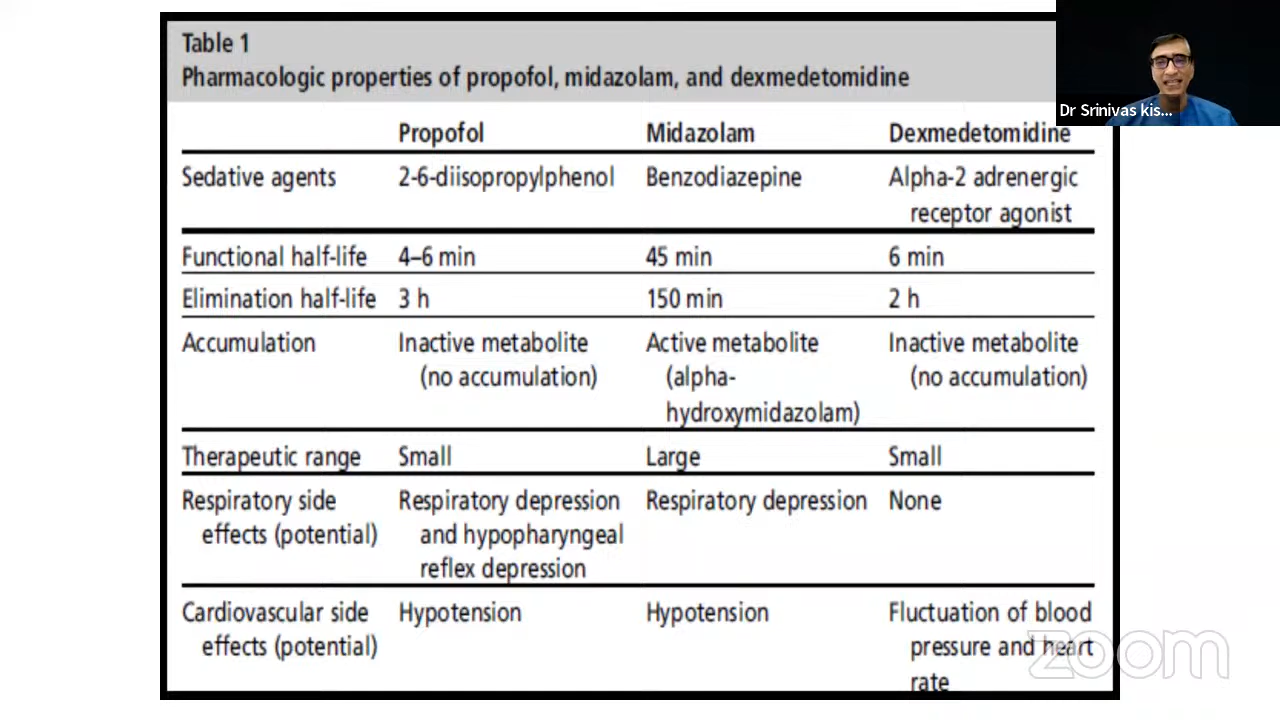 Table 1
Pharmacologic properties of propofol, midazolam, and dexmedetomidine
Dr Srinivas kis...
Propofol Midazolam Dexmedetomidine
Sedative agents 2-6-diisopropylphenol Benzodiazepine Alpha-2 adrenergic
receptor agonist
Functional half-life 4–6 min 45 min 6 min
Elimination half-life 3 h 150 min 2 h
Accumulation Inactive metabolite Active metabolite Inactive metabolite
(no accumulation) (alpha- (no accumulation)
hydroxymidazolam)
Therapeutic range Small Large Small
Respiratory side Respiratory depression Respiratory depression None
effects (potential) and hypopharyngeal
reflex depression
Cardiovascular side Hypotension Hypotension Fluctuation of blood
effects (potential) pressure and heart
rate
zoom